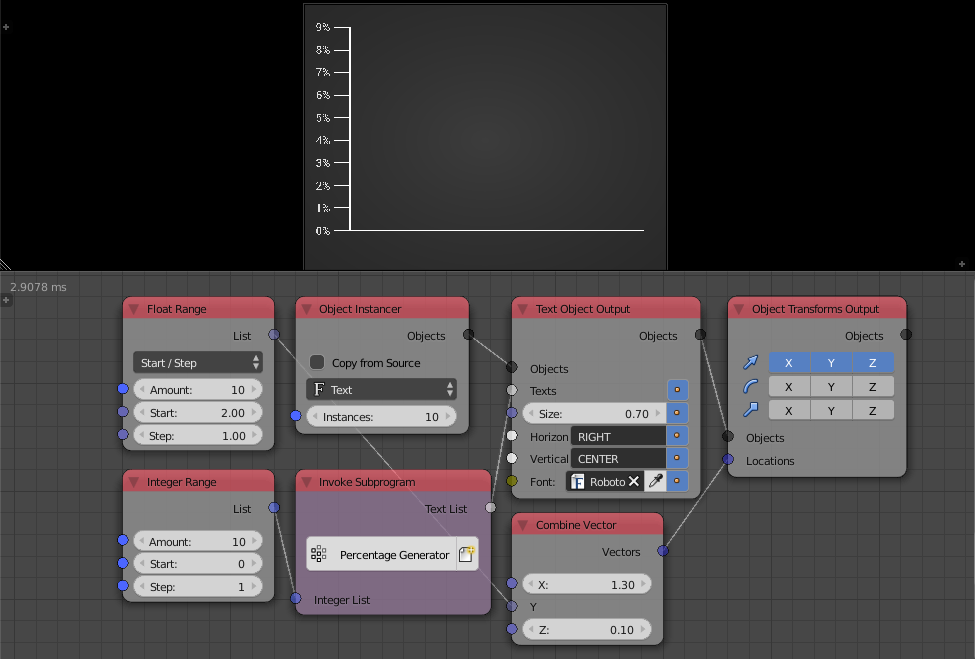 9%
8%
7%
6%
5%
4%
3%
2%
1%
0%
2.9078 ms
Float Range
List
Start / Step
Amount: 10
Start: 2.00
Step: 1.00
Object Instancer
Objects
Copy from Source
F Text
Instances: 10
Text Object Output
Objects
Objects
Texts
Size: 0.70
Horizon RIGHT
Vertical CENTER
Font: F Roboto
Object Transforms Output
Objects
X Y Z
X Y Z
X Y Z
Objects
Locations
Integer Range
List
Amount: 10
Start: 0
Step: 1
Invoke Subprogram
Text List
Percentage Generator
Integer List
Combine Vector
Vectors
X: 1.30
Y
Z: 0.10